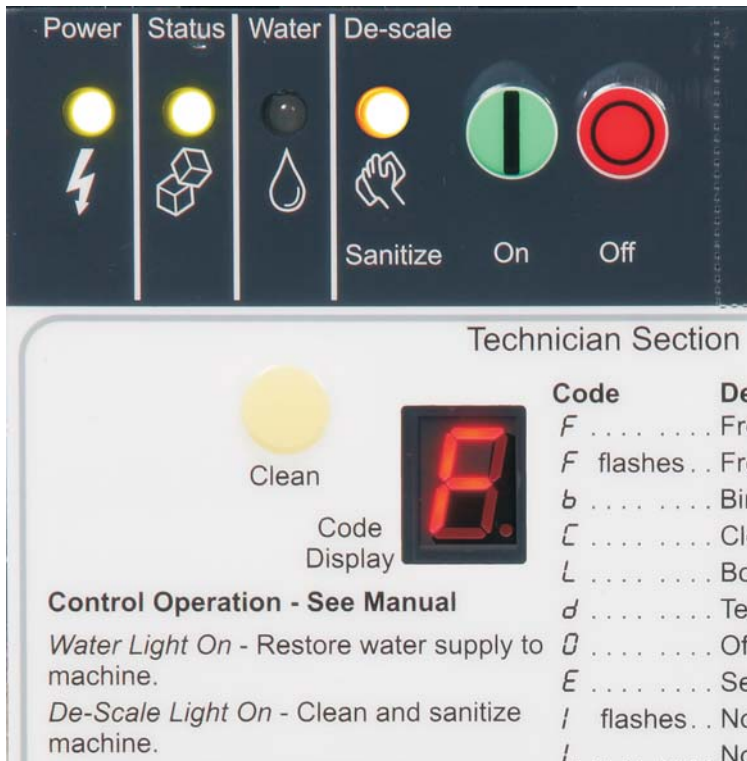 Power Status Water De-scale
Sanitize On Off
Technician Section
Clean
Code Display
F
Code
F . . . . . . . . .
F flashes . .
b . . . . . . . . .
C . . . . . . . . .
L . . . . . . . . .
d . . . . . . . . .
0 . . . . . . . . .
E . . . . . . . . .
I flashes . .
Control Operation - See Manual
Water Light On - Restore water supply to
machine.
De-Scale Light On - Clean and sanitize
machine.